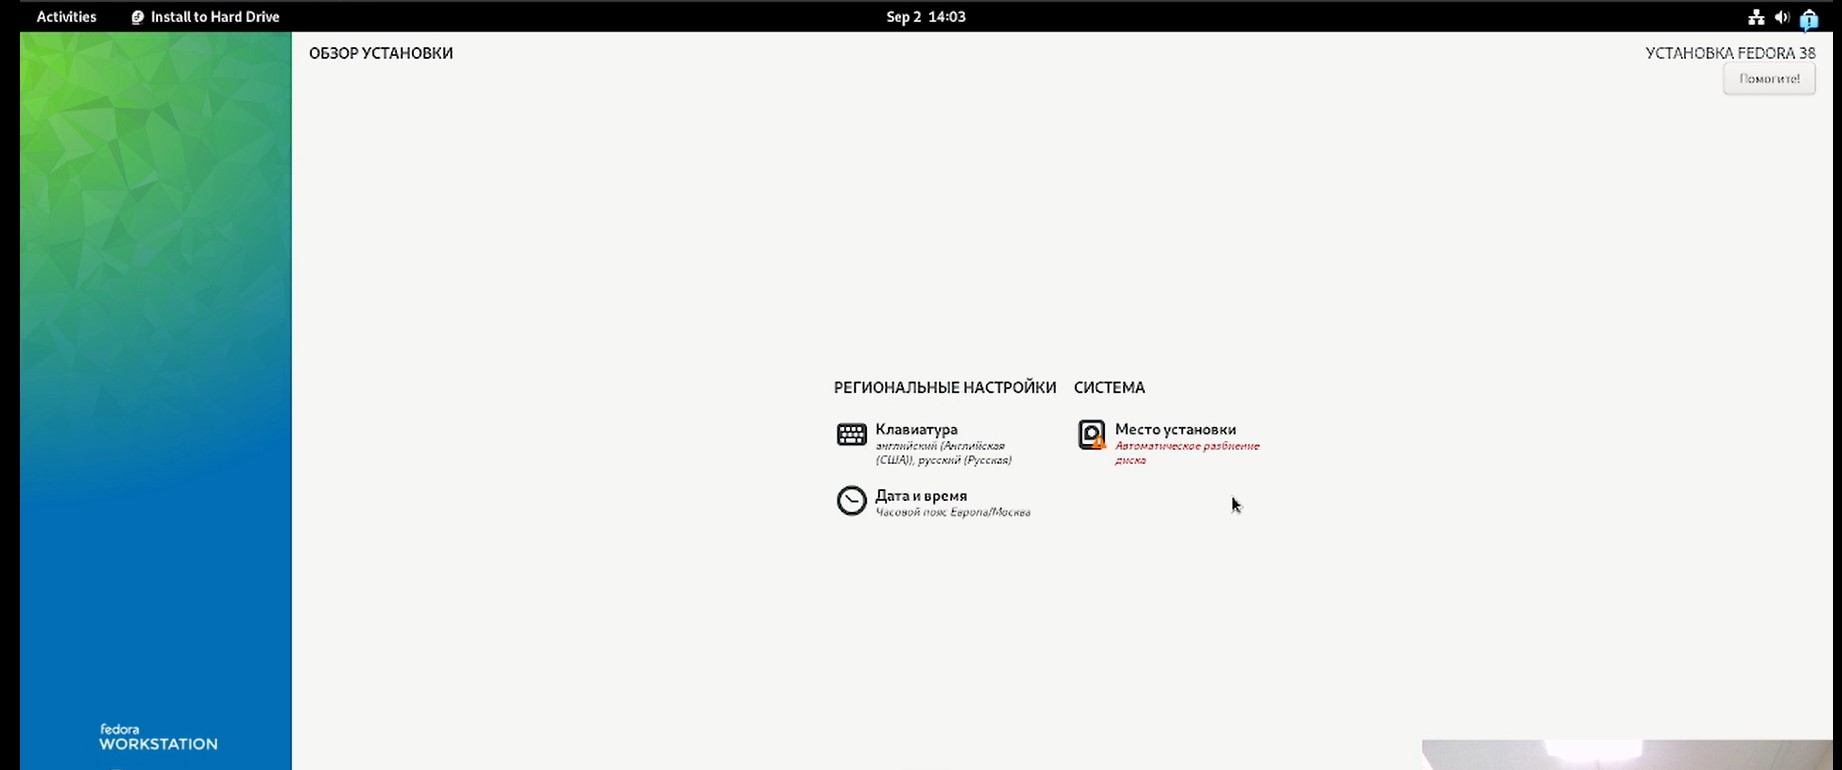 Activities Install to Hard Drive Sep 2 14:03
ОБЗОР УСТАНОВКИ
УСТАНОВКА FEDORA 38
Помогите!
РЕГИОНАЛЬНЫЕ НАСТРОЙКИ
Клавиатура
английский (Английская
(США)), русский (Русская)
Дата и время
Часовой пояс Европа/Москва
СИСТЕМА
Место установки
Автоматическое разбиение
диска
fedora
WORKSTATION